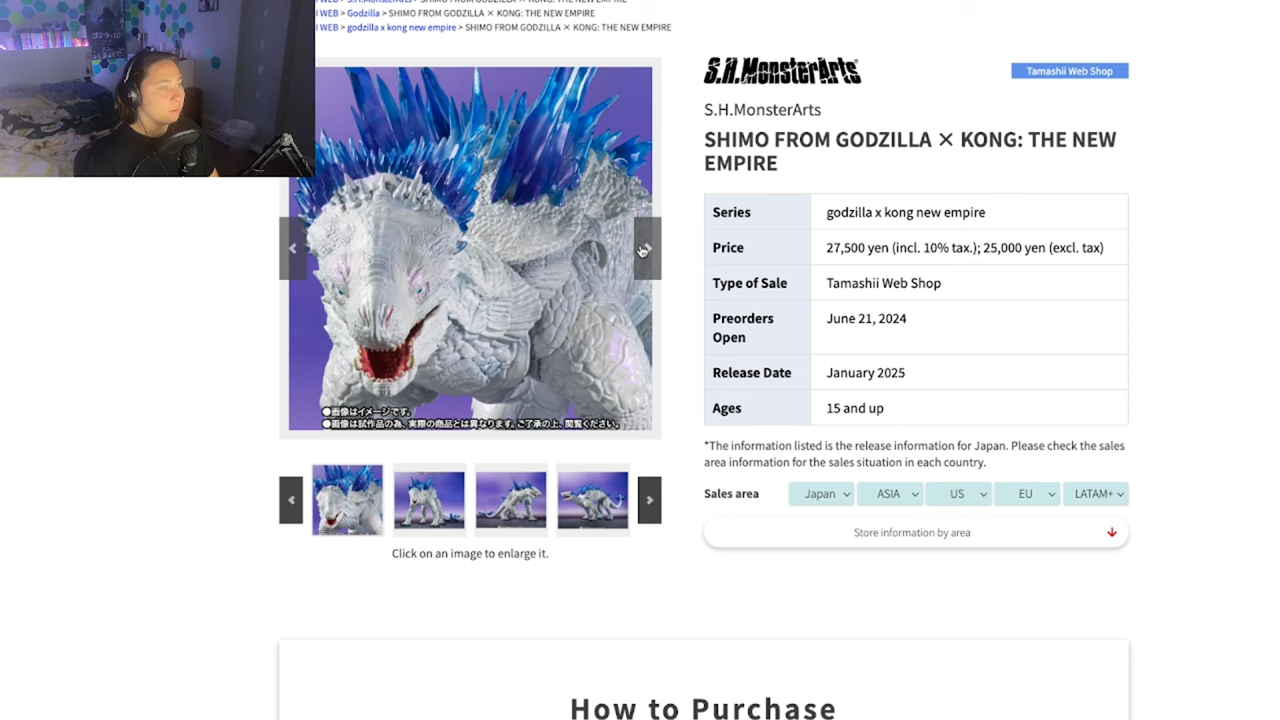 WEB > S.H.MonsterArts > SHIMO FROM GODZILLA × KONG: THE NEW EMPIRE
WEB > Godzilla > SHIMO FROM GODZILLA × KONG: THE NEW EMPIRE
WEB > godzilla x kong new empire > SHIMO FROM GODZILLA × KONG: THE NEW EMPIRE
ゴジラ
●画像はイメージです。
●画像は試作品の為、実際の商品とは異なります。ご了承の上、閲覧ください。
Click on an image to enlarge it.
S.H.MonsterArts
Tamashii Web Shop
S.H.MonsterArts
SHIMO FROM GODZILLA × KONG: THE NEW
EMPIRE
Series godzilla x kong new empire
Price 27,500 yen (incl. 10% tax.); 25,000 yen (excl. tax)
Type of Sale Tamashii Web Shop
Preorders
Open June 21, 2024
Release Date January 2025
Ages 15 and up
*The information listed is the release information for Japan. Please check the sales
area information for the sales situation in each country.
Sales area Japan ASIA US EU LATAM+
Store information by area
How to Purchase